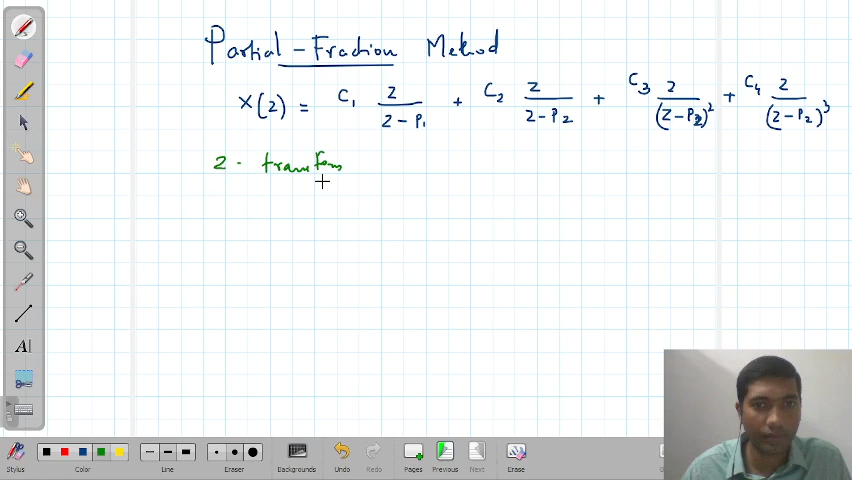 Partial-Fraction Method
X(z) = C1 z/(z-P1) + C2 z/(z-P2) + C3 z/(z-P2)^2 + C4 z/(z-P2)^3
z - transform
Stylus Color Line Eraser Backgrounds Undo Redo Pages Previous Next Erase